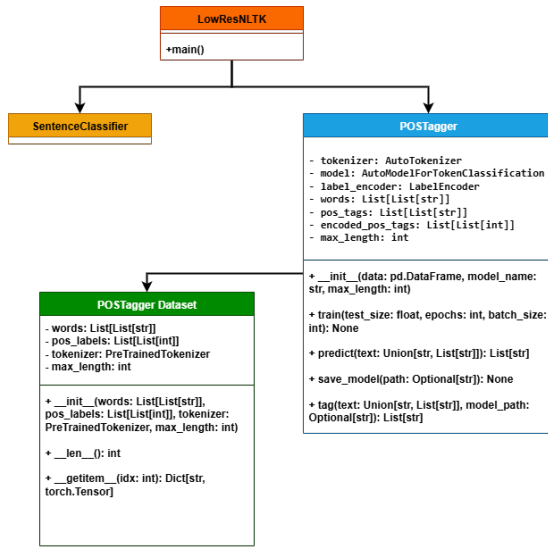 LowResNLTK
+main()
SentenceClassifier
POSTagger
- tokenizer: AutoTokenizer
- model: AutoModelForTokenClassification
- label_encoder: LabelEncoder
- words: List[List[str]]
- pos_tags: List[List[str]]
- encoded_pos_tags: List[List[int]]
- max_length: int
+ __init__(data: pd.DataFrame, model_name:
str, max_length: int)
+ train(test_size: float, epochs: int, batch_size:
int): None
+ predict(text: Union[str, List[str]]): List[str]
+ save_model(path: Optional[str]): None
+ tag(text: Union[str, List[str]], model_path:
Optional[str]): List[str]
POSTagger Dataset
- words: List[List[str]]
- pos_labels: List[List[int]]
- tokenizer: PreTrainedTokenizer
- max_length: int
+ __init__(words: List[List[str]],
pos_labels: List[List[int]], tokenizer:
PreTrainedTokenizer, max_length: int)
+ __len__(): int
+ __getitem__(idx: int): Dict[str,
torch.Tensor]